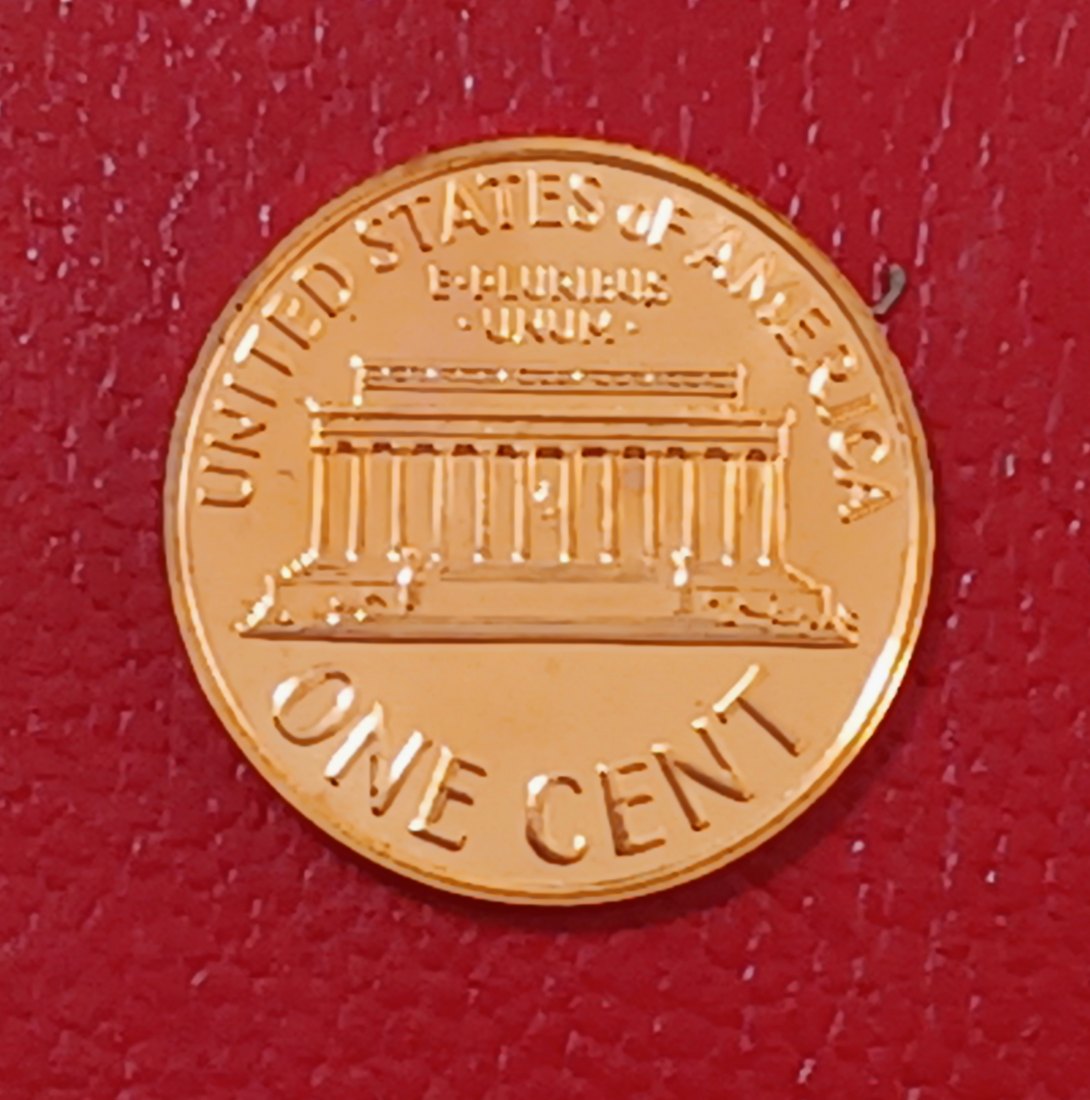 UNITED STATES OF AMERICA
E·PLURIBUS
·UNUM·
ONE CENT